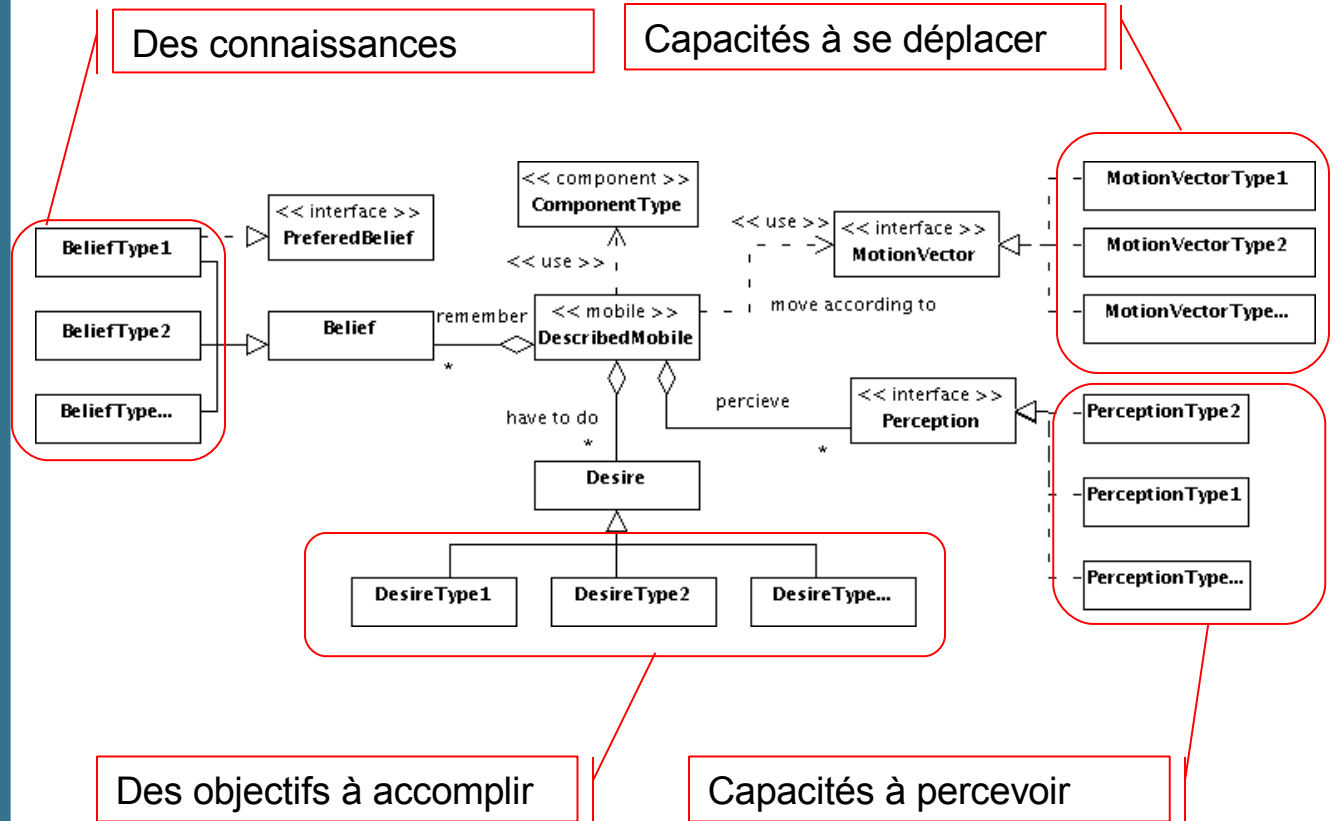 Des connaissances
Capacités à se déplacer
<< component >>
ComponentType
MotionVectorType1
<< interface >>
PreferedBelief
<< use >>
<< interface >>
MotionVector
MotionVectorType2
BeliefType1
<< use >>
move according to
MotionVectorType...
BeliefType2
Belief
remember
*
<< mobile >>
DescribedMobile
BeliefType...
have to do
*
percieve
*
<< interface >>
Perception
PerceptionType2
Desire
PerceptionType1
PerceptionType...
DesireType1
DesireType2
DesireType...
Des objectifs à accomplir
Capacités à percevoir